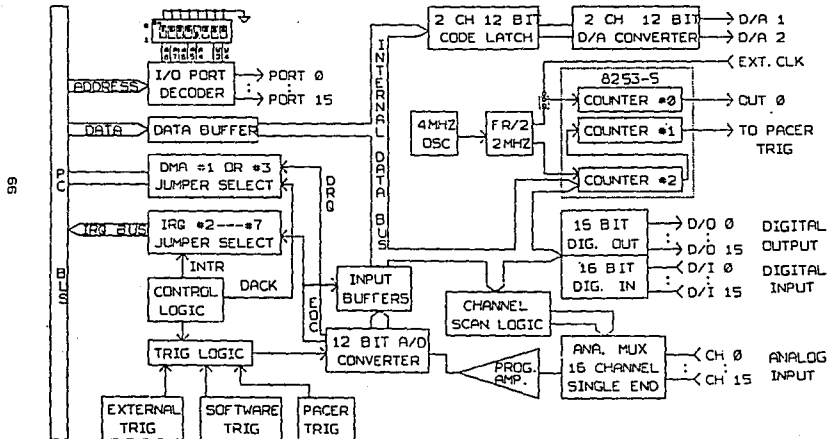 66
PC BUS
I/O PORT
DECODER
PORT 0
PORT 15
ADDRESS
DATA
DATA BUFFER
DMA #1 OR #3
JUMPER SELECT
IRQ BUS
IRQ #2---#7
JUMPER SELECT
INTR
DACK
CONTROL
LOGIC
TRIG LOGIC
EXTERNAL
TRIG
SOFTWARE
TRIG
PACER
TRIG
DRQ
EOC
INTERNAL DATA BUS
INPUT
BUFFERS
12 BIT A/D
CONVERTER
2 CH 12 BIT
CODE LATCH
2 CH 12 BIT
D/A CONVERTER
D/A 1
D/A 2
EXT. CLK
4MHZ
OSC
FR/2
2MHZ
8253-5
COUNTER #0
COUNTER #1
COUNTER #2
OUT 0
TO PACER
TRIG
15 BIT
DIG. OUT
D/O 0
D/O 15
DIGITAL
OUTPUT
16 BIT
DIG. IN
D/I 0
D/I 15
DIGITAL
INPUT
CHANNEL
SCAN LOGIC
PROG.
AMP.
ANA. MUX
16 CHANNEL
SINGLE END
CH 0
CH 15
ANALOG
INPUT